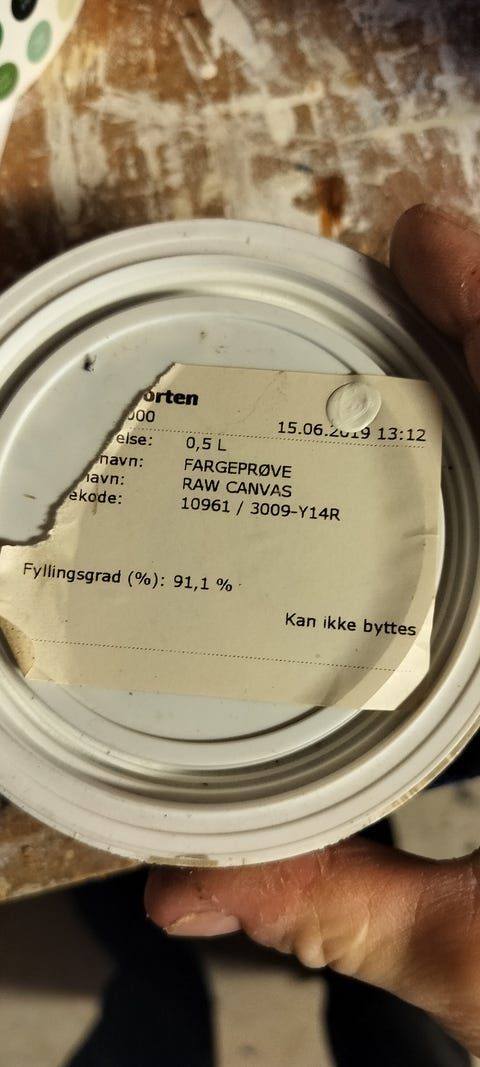 orten
000
15.06.2019 13:12
else: 0,5 L
navn: FARGEPRØVE
navn: RAW CANVAS
ekode: 10961 / 3009-Y14R
Fyllingsgrad (%): 91,1 %
Kan ikke byttes